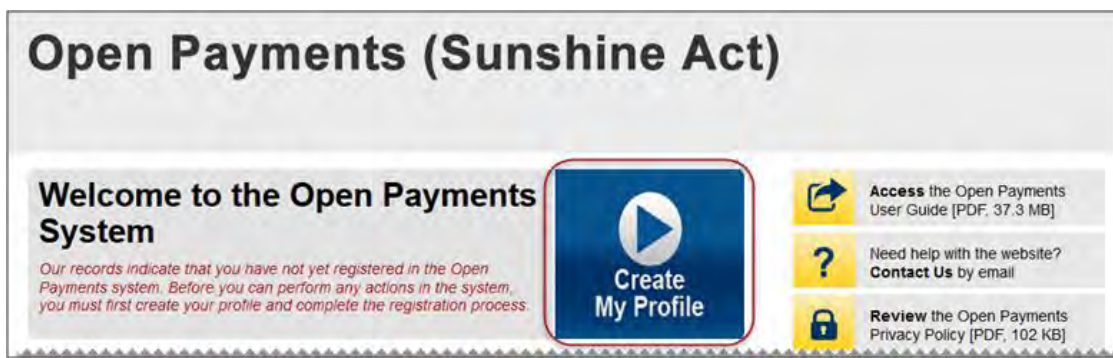 Open Payments (Sunshine Act)
Welcome to the Open Payments
System
Our records indicate that you have not yet registered in the Open
Payments system. Before you can perform any actions in the system,
you must first create your profile and complete the registration process.
Create
My Profile
Access the Open Payments
User Guide [PDF, 37.3 MB]
?
Need help with the website?
Contact Us by email
Review the Open Payments
Privacy Policy [PDF, 102 KB]